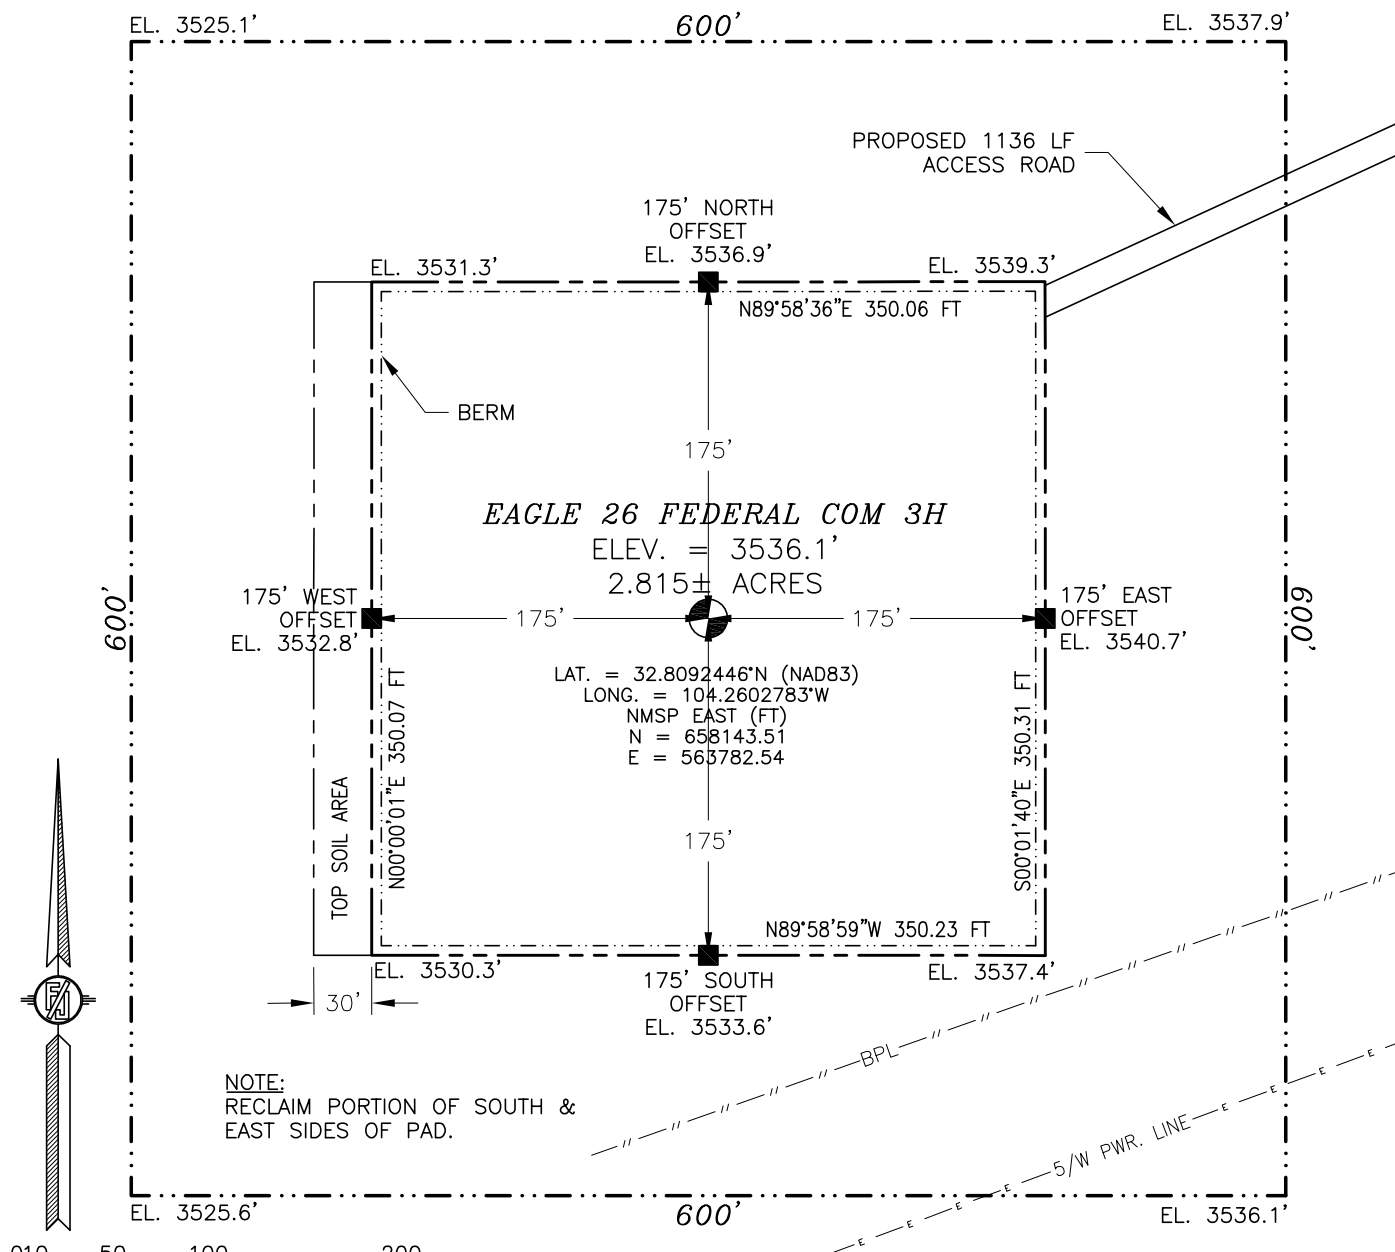 EL. 3525.1'
600'
EL. 3537.9'
PROPOSED 1136 LF
ACCESS ROAD
175' NORTH
OFFSET
EL. 3536.9'
EL. 3531.3'
EL. 3539.3'
N89°58'36"E 350.06 FT
BERM
175'
EAGLE 26 FEDERAL COM 3H
ELEV. = 3536.1'
2.815± ACRES
600'
175' WEST
OFFSET
EL. 3532.8'
175'
175'
175' EAST
OFFSET
EL. 3540.7'
600'
LAT. = 32.8092446°N (NAD83)
LONG. = 104.2602783°W
NMSP EAST (FT)
N = 658143.51
E = 563782.54
N00°00'01"E 350.07 FT
S00°01'40"E 350.31 FT
TOP SOIL AREA
175'
N89°58'59"W 350.23 FT
EL. 3530.3'
EL. 3537.4'
175' SOUTH
OFFSET
EL. 3533.6'
30'
BPL
NOTE:
RECLAIM PORTION OF SOUTH &
EAST SIDES OF PAD.
E
E
E
E
5/W PWR. LINE
E
E
E
E
EL. 3525.6'
600'
EL. 3536.1'
010 50 100 200